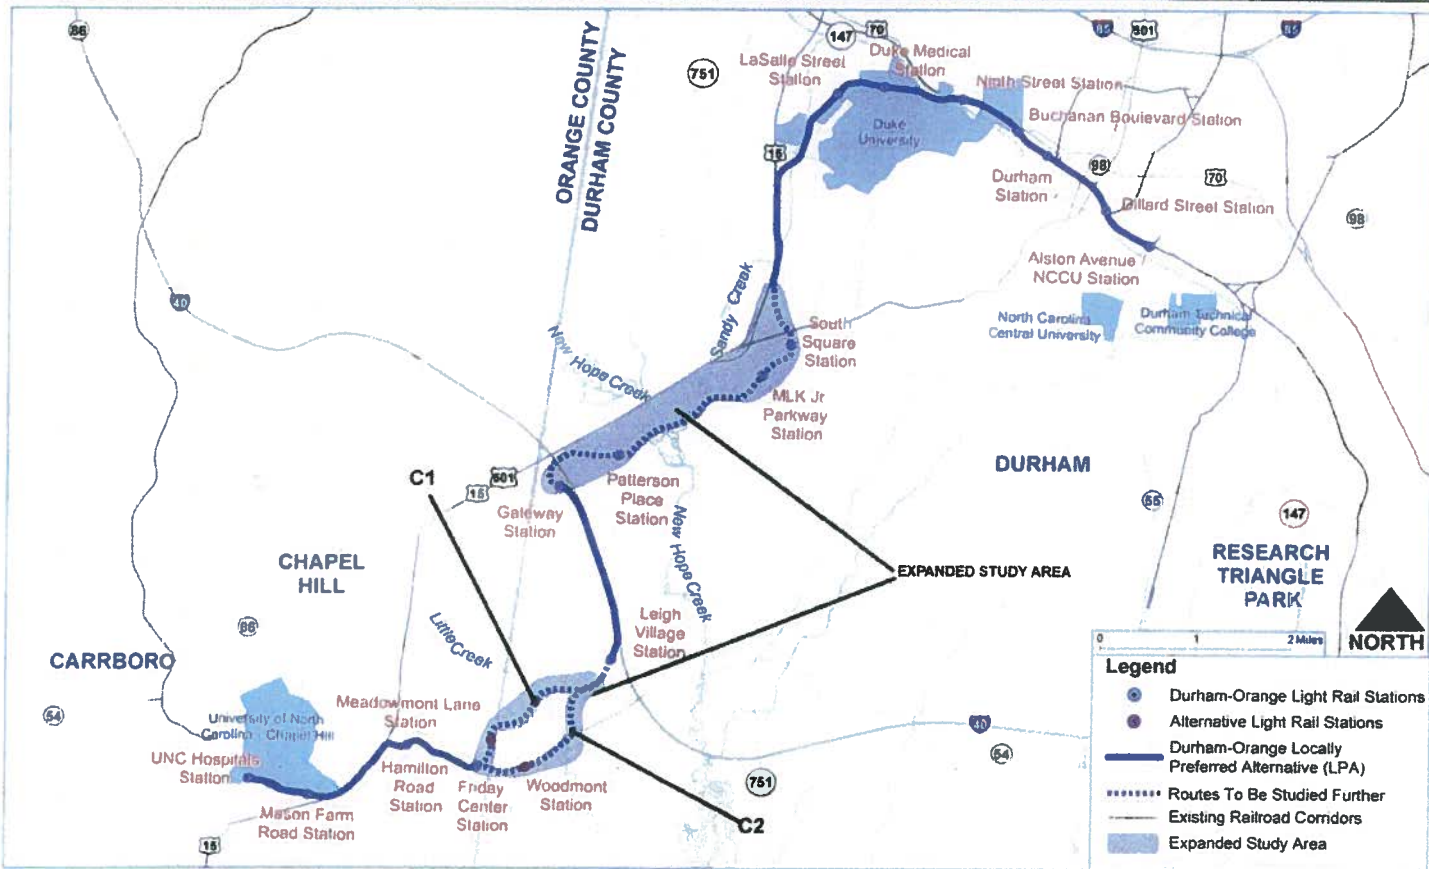 86
ORANGE COUNTY
DURHAM COUNTY
751
147
70
85
501
85
LaSalle Street
Station
Duke Medical
Station
Ninth Street Station
Buchanan Boulevard Station
Duke
University
15
98
70
98
Durham
Station
Dillard Street Station
Alston Avenue /
NCCU Station
North Carolina
Central University
Durham Technical
Community College
40
Sandy Creek
New Hope Creek
South
Square
Station
MLK Jr
Parkway
Station
C1
15
501
Gateway
Station
Patterson
Place
Station
New Hope Creek
DURHAM
55
147
CHAPEL
HILL
EXPANDED STUDY AREA
RESEARCH
TRIANGLE
PARK
NORTH
86
Little Creek
Leigh
Village
Station
CARRBORO
54
University of North
Carolina - Chapel Hill
Meadowmont Lane
Station
UNC Hospitals
Station
Mason Farm
Road Station
Hamilton
Road
Station
Friday
Center
Station
Woodmont
Station
751
C2
40
54
15
0 1 2 Miles
Legend
Durham-Orange Light Rail Stations
Alternative Light Rail Stations
Durham-Orange Locally
Preferred Alternative (LPA)
Routes To Be Studied Further
Existing Railroad Corridors
Expanded Study Area